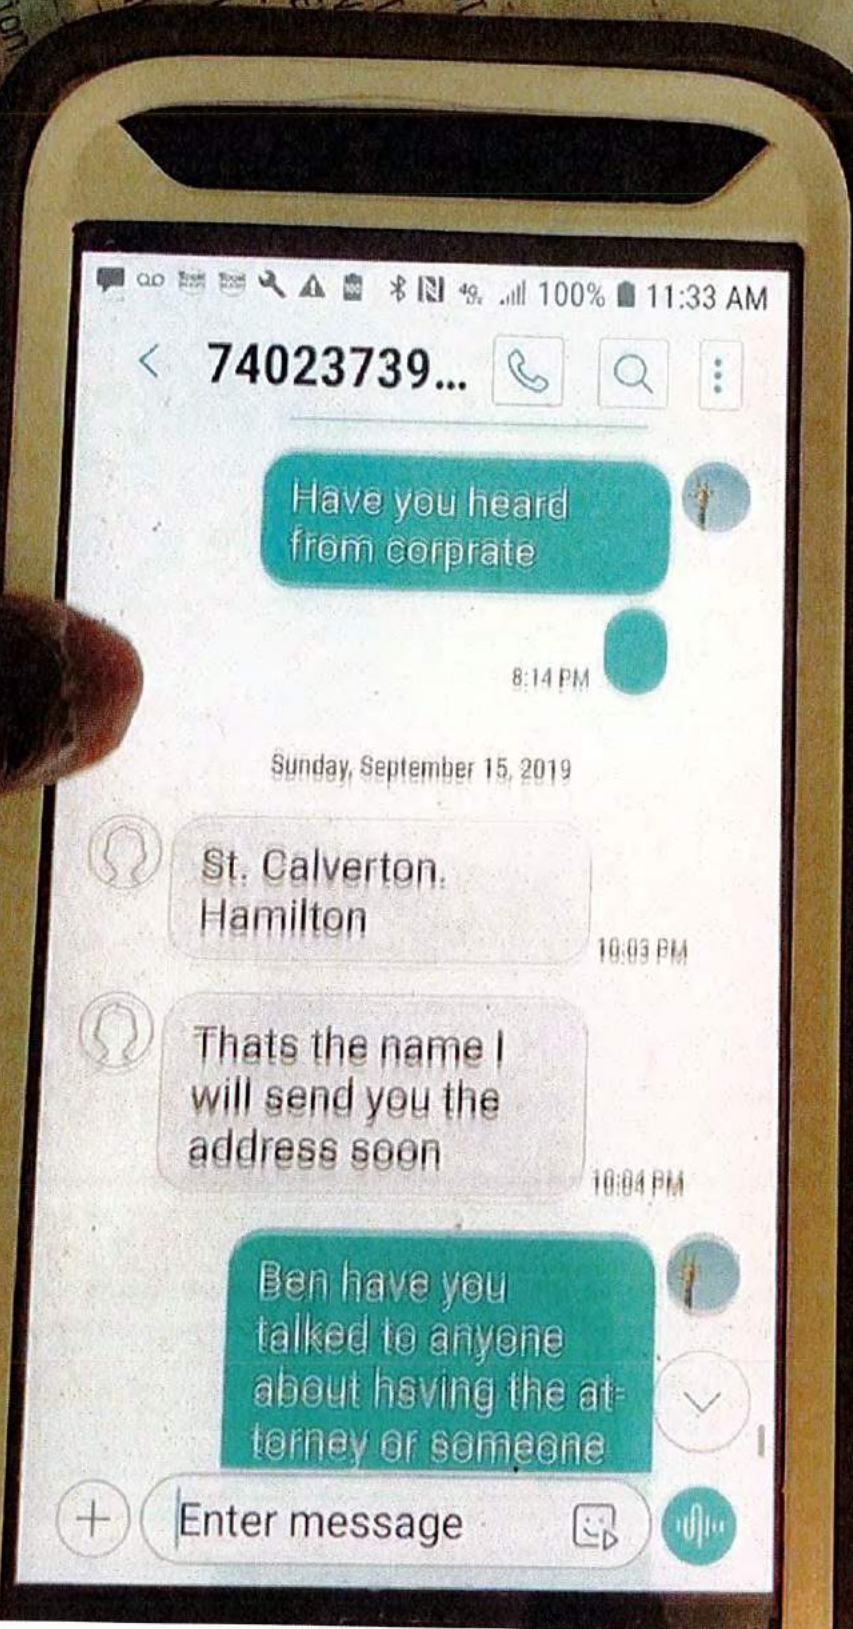 100% 11:33 AM
74023739...
Have you heard
from corprate
8:14 PM
Sunday, September 15, 2019
St. Calverton.
Hamilton
10:03 PM
Thats the name I
will send you the
address soon
10:04 PM
Ben have you
talked to anyone
about hsving the at-
torney or someone
Enter message